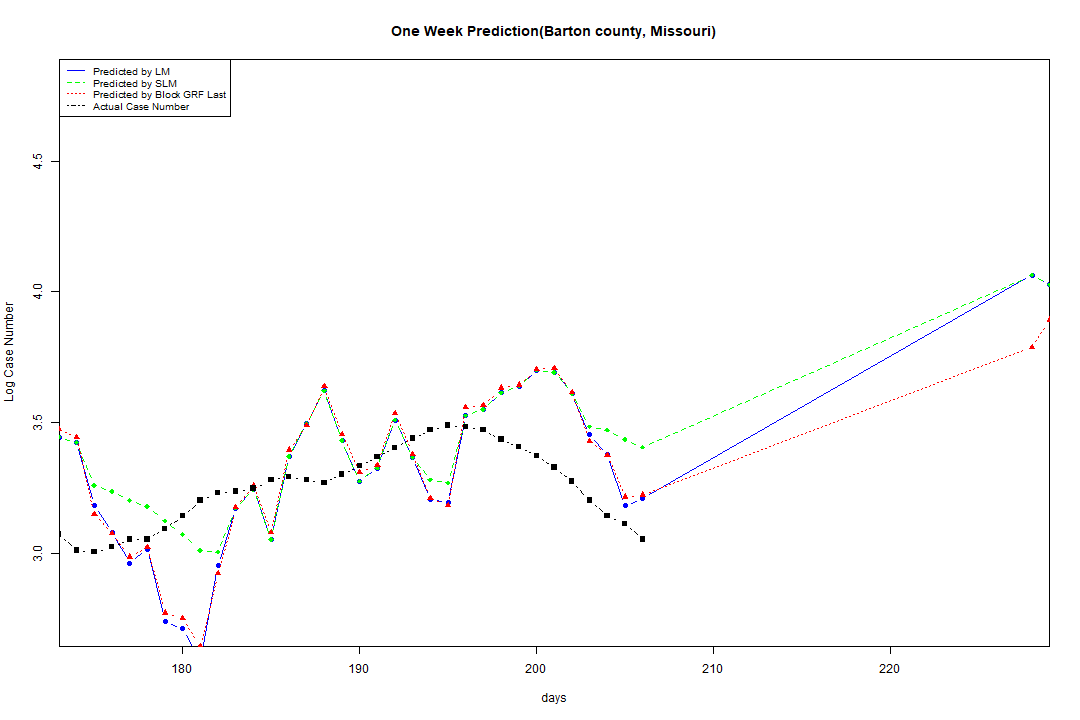 One Week Prediction(Barton county, Missouri)
Predicted by LM
Predicted by SLM
Predicted by Block GRF Last
Actual Case Number
Log Case Number
4.5
4.0
3.5
3.0
180 190 200 210 220
days